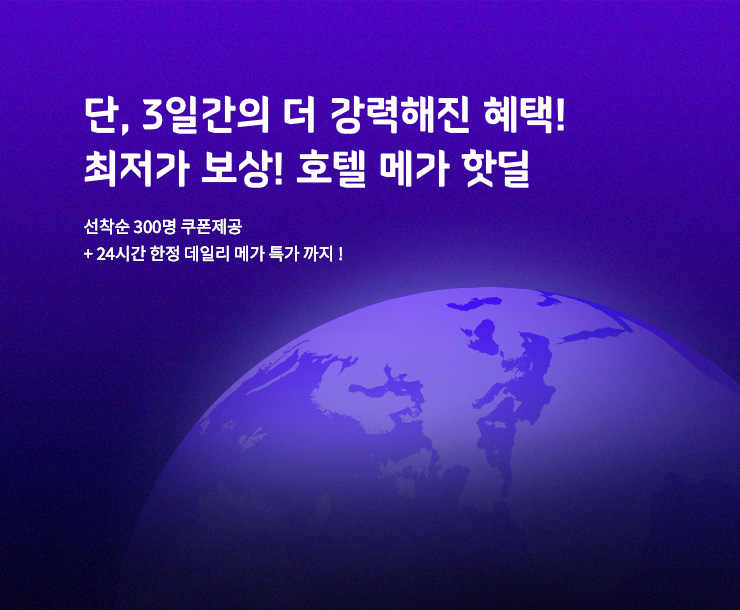 단, 3일간의 더 강력해진 혜택!
최저가 보상! 호텔 메가 핫딜
선착순 300명 쿠폰제공
+ 24시간 한정 데일리 메가 특가 까지 !